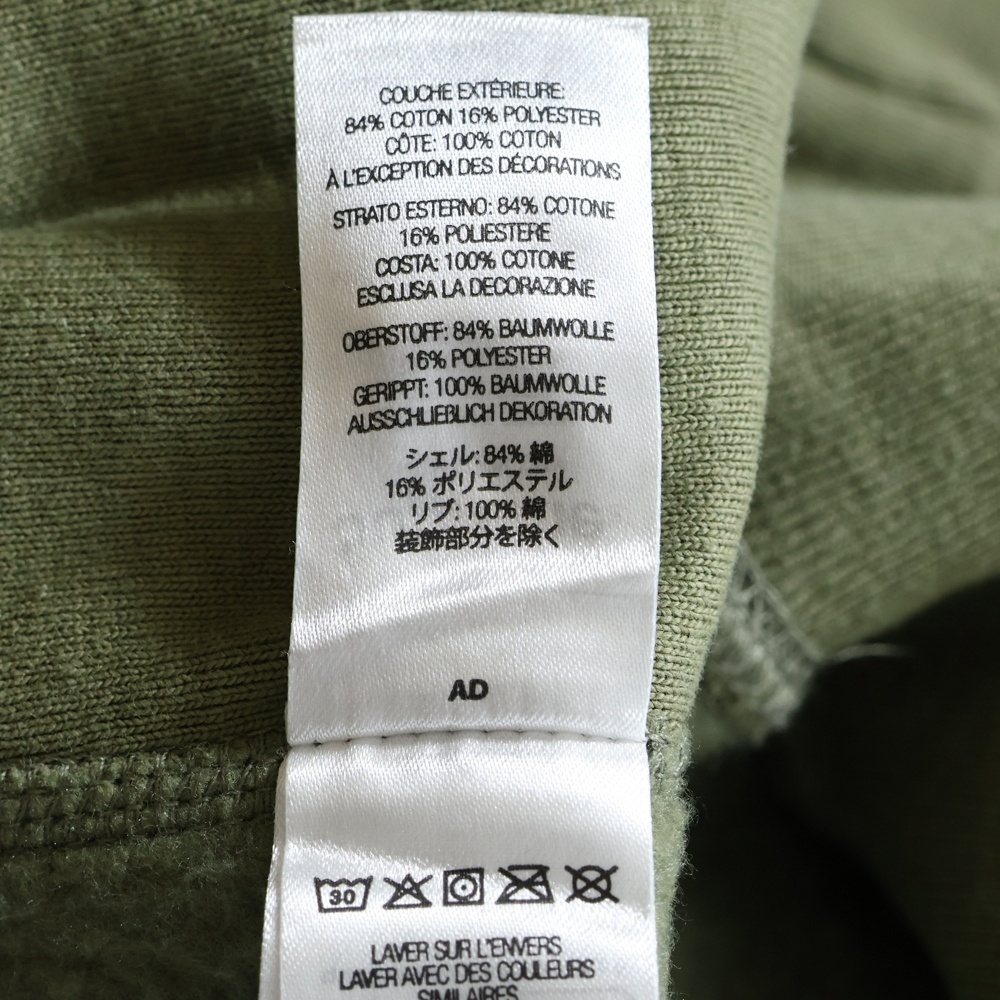 COUCHE EXTÉRIEURE:
84% COTON 16% POLYESTER
CÔTE: 100% COTON
À L'EXCEPTION DES DÉCORATIONS
STRATO ESTERNO: 84% COTONE
16% POLIESTERE
COSTA: 100% COTONE
ESCLUSA LA DECORAZIONE
OBERSTOFF: 84% BAUMWOLLE
16% POLYESTER
GERIPPT: 100% BAUMWOLLE
AUSSCHLIEßLICH DEKORATION
シェル: 84% 綿
16% ポリエステル
リブ: 100% 綿
装飾部分を除く
AD
30
LAVER SUR L'ENVERS
LAVER AVEC DES COULEURS
SIMILAIRES